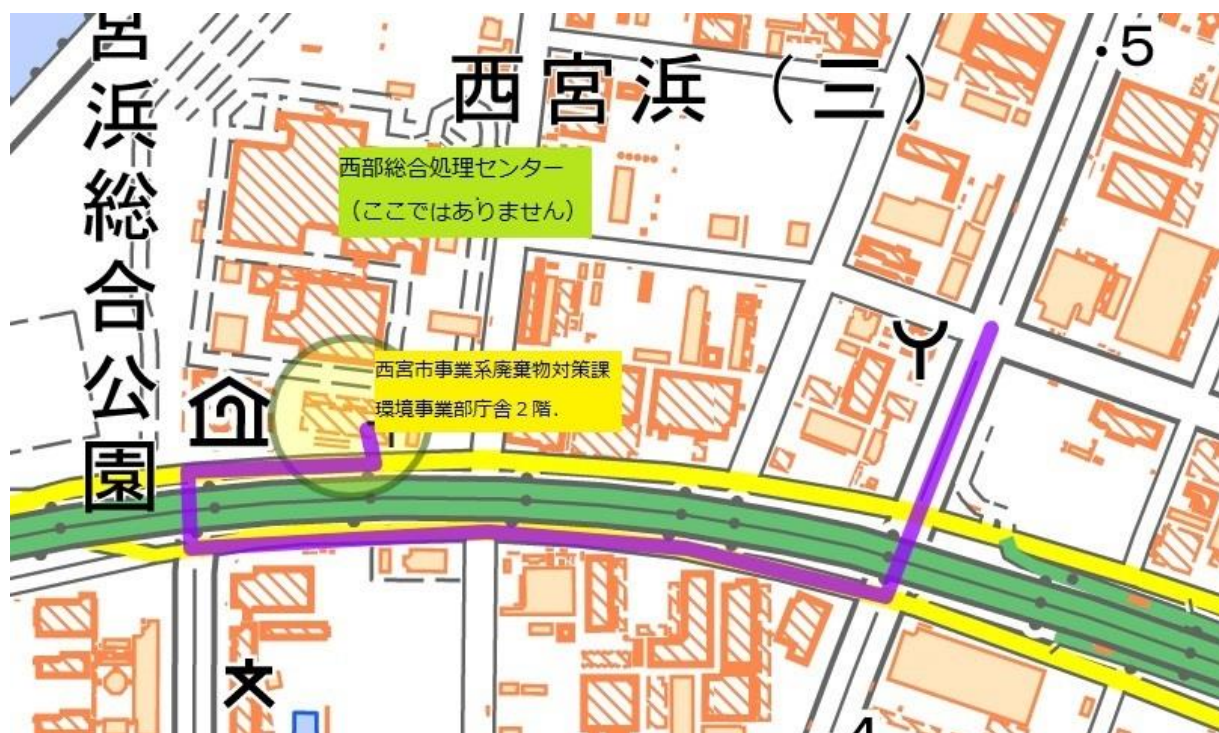 西宮浜（三）
・5
宮浜総合公園
西部総合処理センター
（ここではありません）
西宮市事業系廃棄物対策課
環境事業部庁舎２階．
文
4